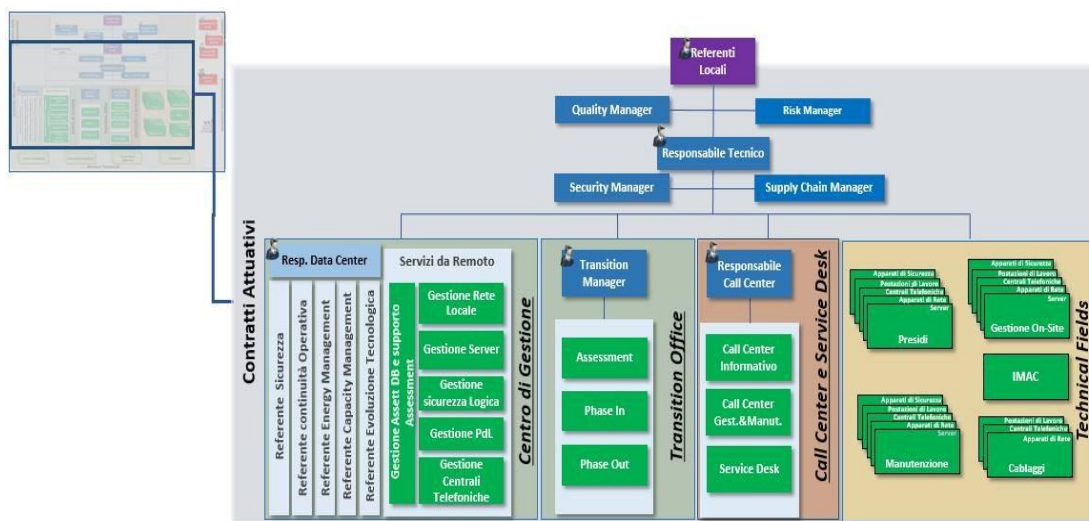 Referenti
Locali
Quality Manager
Risk Manager
Responsabile Tecnico
Security Manager
Supply Chain Manager
Contratti Attuativi
Resp. Data Center
Referente Sicurezza
Referente continuità Operativa
Referente Energy Management
Referente Capacity Management
Referente Evoluzione Tecnologica
Servizi da Remoto
Gestione Assett DB e supporto
Assessment
Gestione Rete
Locale
Gestione Server
Gestione
sicurezza Logica
Gestione PdL
Gestione
Centrali
Telefoniche
Centro di Gestione
Transition
Manager
Assessment
Phase In
Phase Out
Transition Office
Responsabile
Call Center
Call Center
Informativo
Call Center
Gest.&Manut.
Service Desk
Call Center e Service Desk
Apparati di Sicurezza
Postazioni di Lavoro
Centrali Telefoniche
Apparati di Rete
Server
Presidi
Apparati di Sicurezza
Postazioni di Lavoro
Centrali Telefoniche
Apparati di Rete
Server
Gestione On-Site
IMAC
Apparati di Sicurezza
Postazioni di Lavoro
Centrali Telefoniche
Apparati di Rete
Server
Manutenzione
Postazioni di Lavoro
Centrali Telefoniche
Apparati di Rete
Cablaggi
Technical Fields